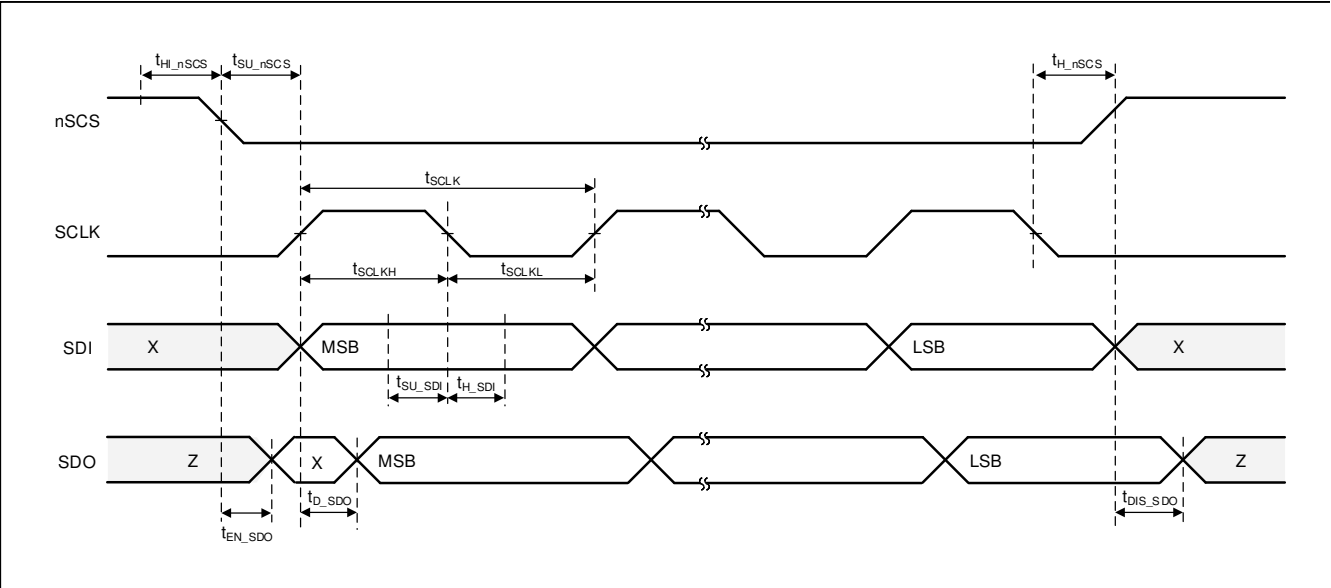 tHI_nSCS tSU_nSCS tH_nSCS
nSCS
tSCLK
SCLK
tSCLKH tSCLKL
SDI X MSB LSB X
tSU_SDI tH_SDI
SDO Z X MSB LSB Z
tD_SDO tDIS_SDO
tEN_SDO